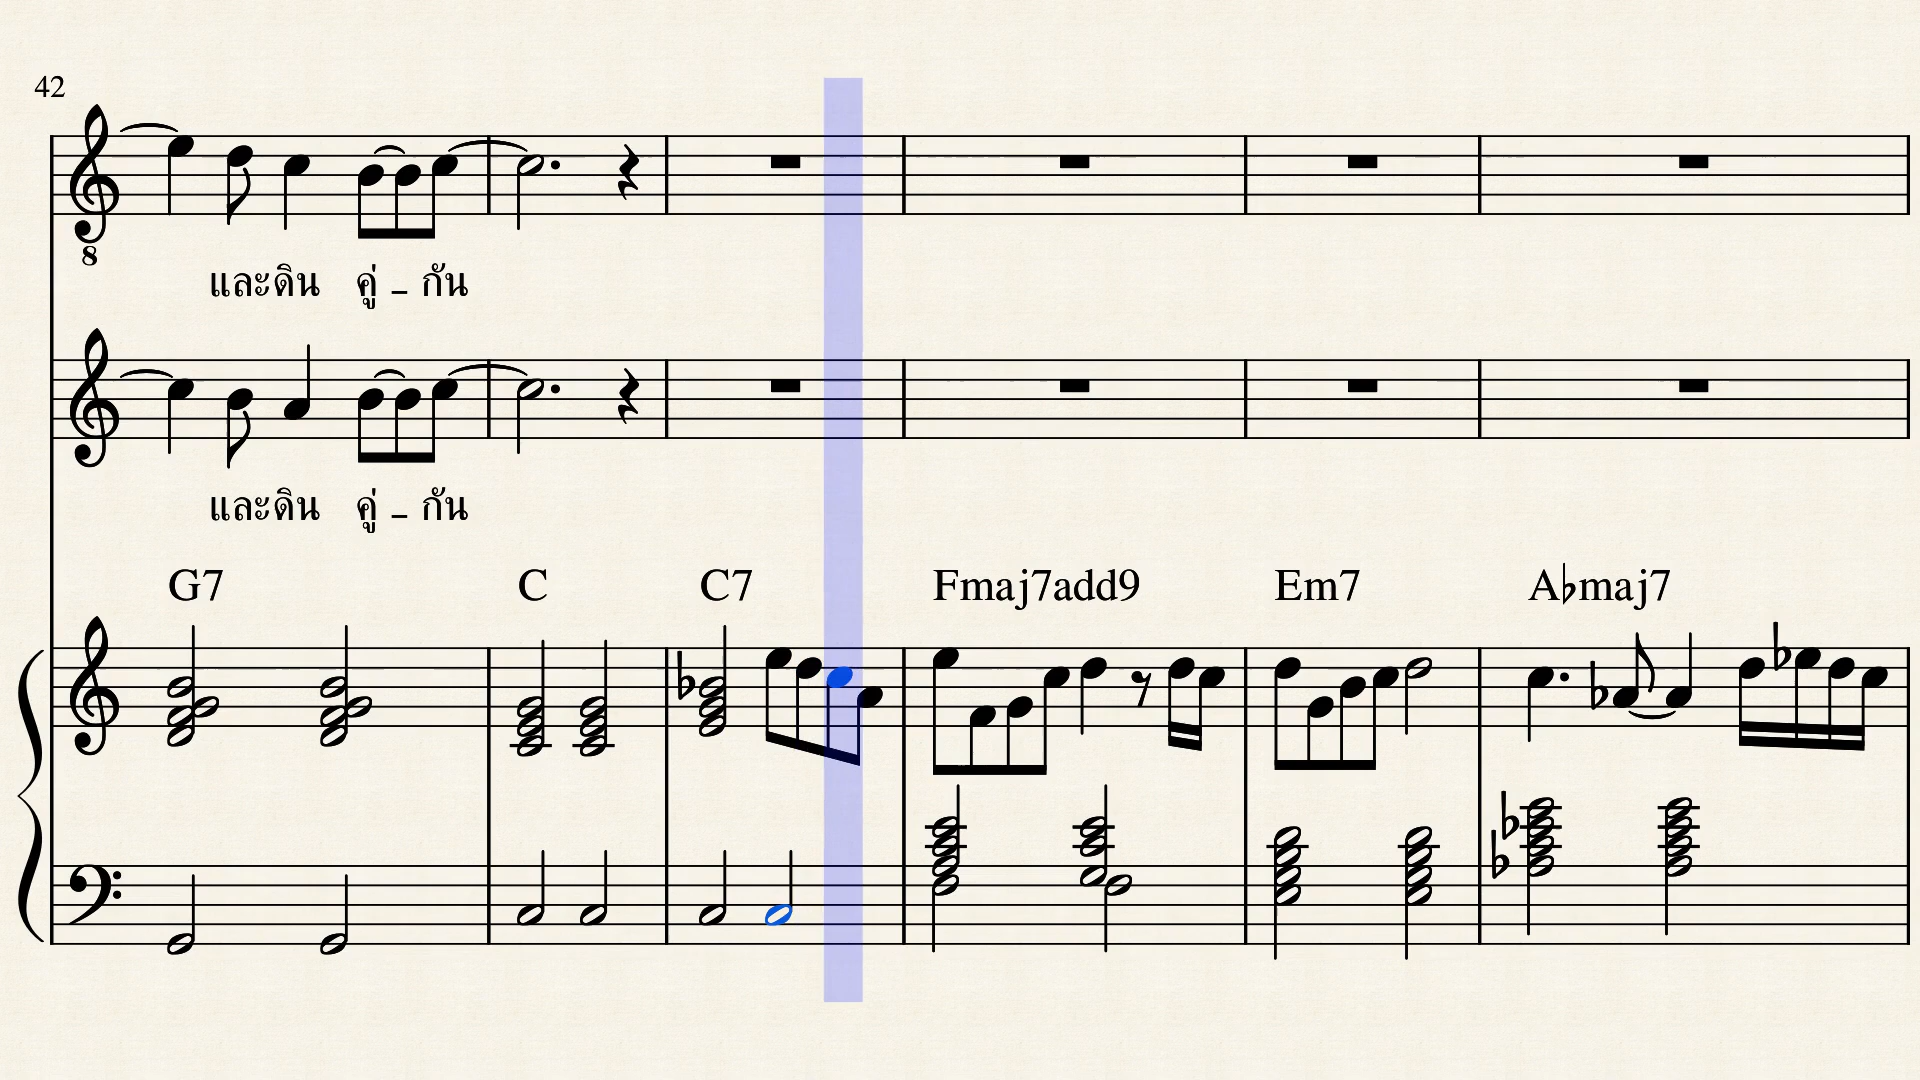 42
8
และดิน คู่ - กัน
และดิน คู่ - กัน
G7 C C7 Fmaj7add9 Em7 A♭maj7